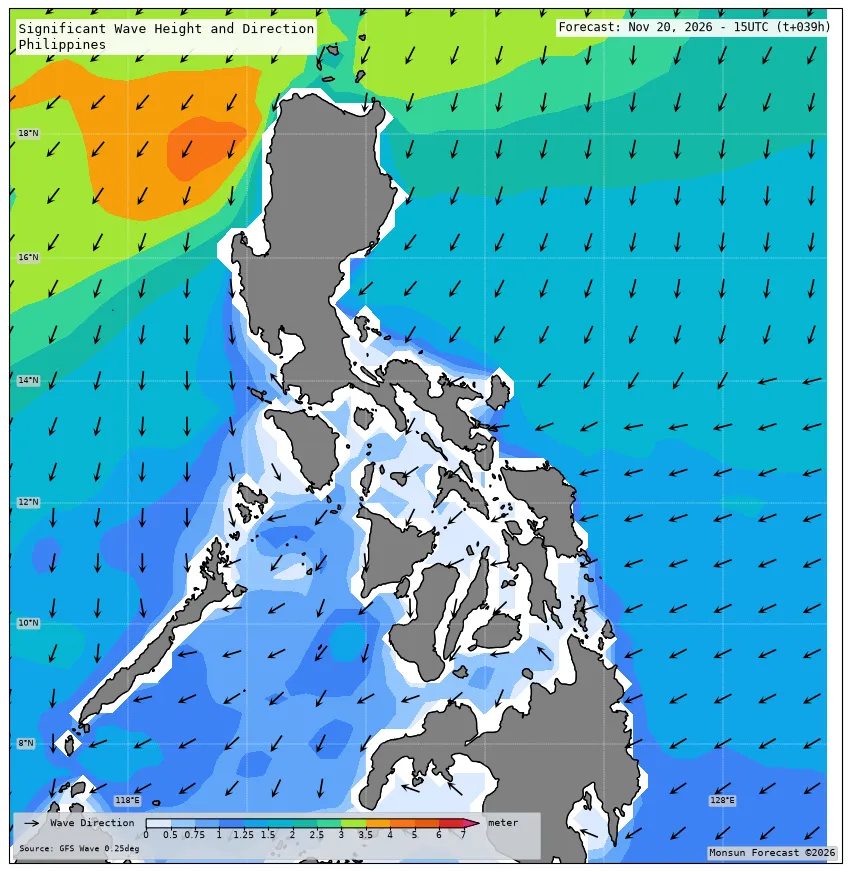 Significant Wave Height and Direction
Philippines
Forecast: Nov 20, 2026 - 15UTC (t+039h)
18°N
16°N
14°N
12°N
10°N
8°N
118°E
128°E
Wave Direction
0 0.5 0.75 1 1.25 1.5 2 2.5 3 3.5 4 5 6 7
meter
Source: GFS Wave 0.25deg
Monsun Forecast ©2026